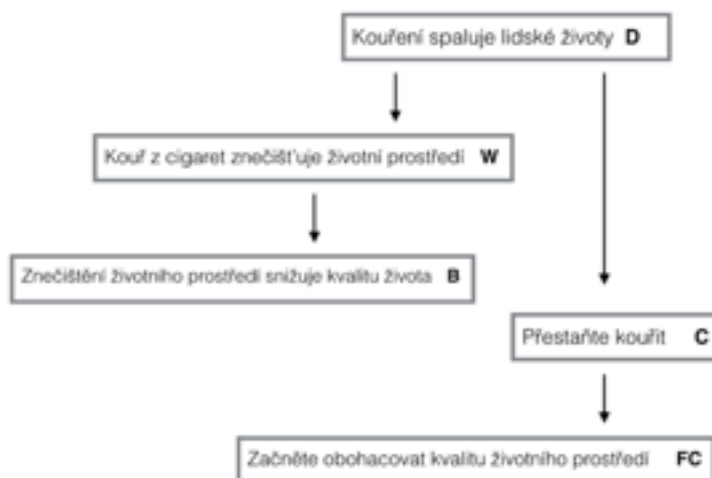 Kouření spaluje lidské životy D
Kouř z cigaret znečišťuje životní prostředí W
Znečištění životního prostředí snižuje kvalitu života B
Přestaňte kouřit C
Začněte obohacovat kvalitu životního prostředí FC